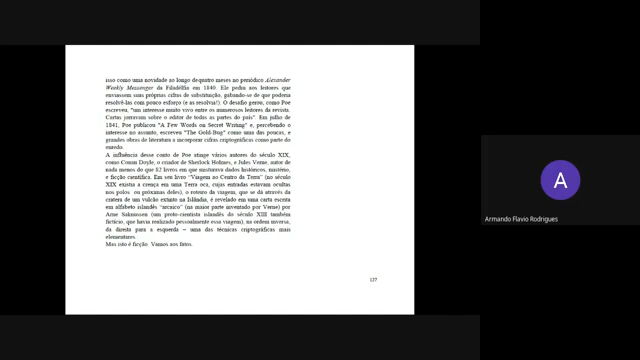 isso como uma novidade ao longo dequatro meses no periódico Alexander
Weekly Messenger da Filadélfia em 1840. Ele pediu aos leitores que
enviassem suas próprias cifras de substituição, gabando-se de que poderia
resolvê-las com pouco esforço (e as resolvia!). O desafio gerou, como Poe
escreveu, "um interesse muito vivo entre os numerosos leitores da revista.
Cartas jorravam sobre o editor de todas as partes do país". Em julho de
1841, Poe publicou "A Few Words on Secret Writing" e, percebendo o
interesse no assunto, escreveu "The Gold-Bug" como uma das poucas, e
grandes obras de literatura a incorporar cifras criptográficas como parte do
enredo.
A influência desse conto de Poe atinge vários autores do século XIX,
como Conan Doyle, o criador de Sherlock Holmes, e Jules Verne, autor de
nada menos do que 82 livros em que misturava dados históricos, mistério,
e ficção científica. Em seu livro "Viagem ao Centro da Terra" (no século
XIX existia a crença em uma Terra oca, cujas entradas estavam ocultas
nos polos ou próximas deles), o roteiro da viagem, que se dá através da
cratera de um vulcão extinto na Islândia, é revelado em uma carta escrita
em alfabeto islandês "arcaico" (na maior parte inventado por Verne) por
Arne Saknussen (um proto-cientista islandês do século XIII também
fictício, que havia realizado pessoalmente essa viagem), na ordem inversa,
da direita para a esquerda – uma das técnicas criptográficas mais
elementares.
Mas isto é ficção. Vamos aos fatos.
127
A
Armando Flavio Rodrigues